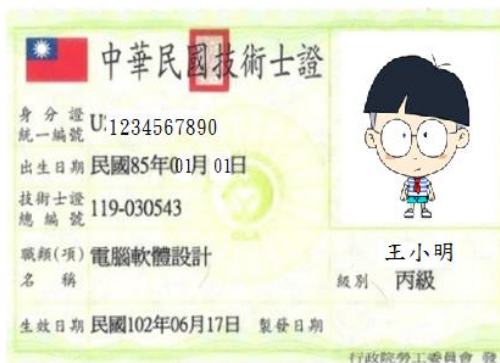 中華民國技術士證
身分證
統一編號 U:1234567890
出生日期 民國85年01月01日
技術士證
總編號 119-030543
職類(項) 電腦軟體設計
名稱
王小明
級別 丙級
生效日期 民國102年06月17日 製發日期
行政院勞工委員會 發